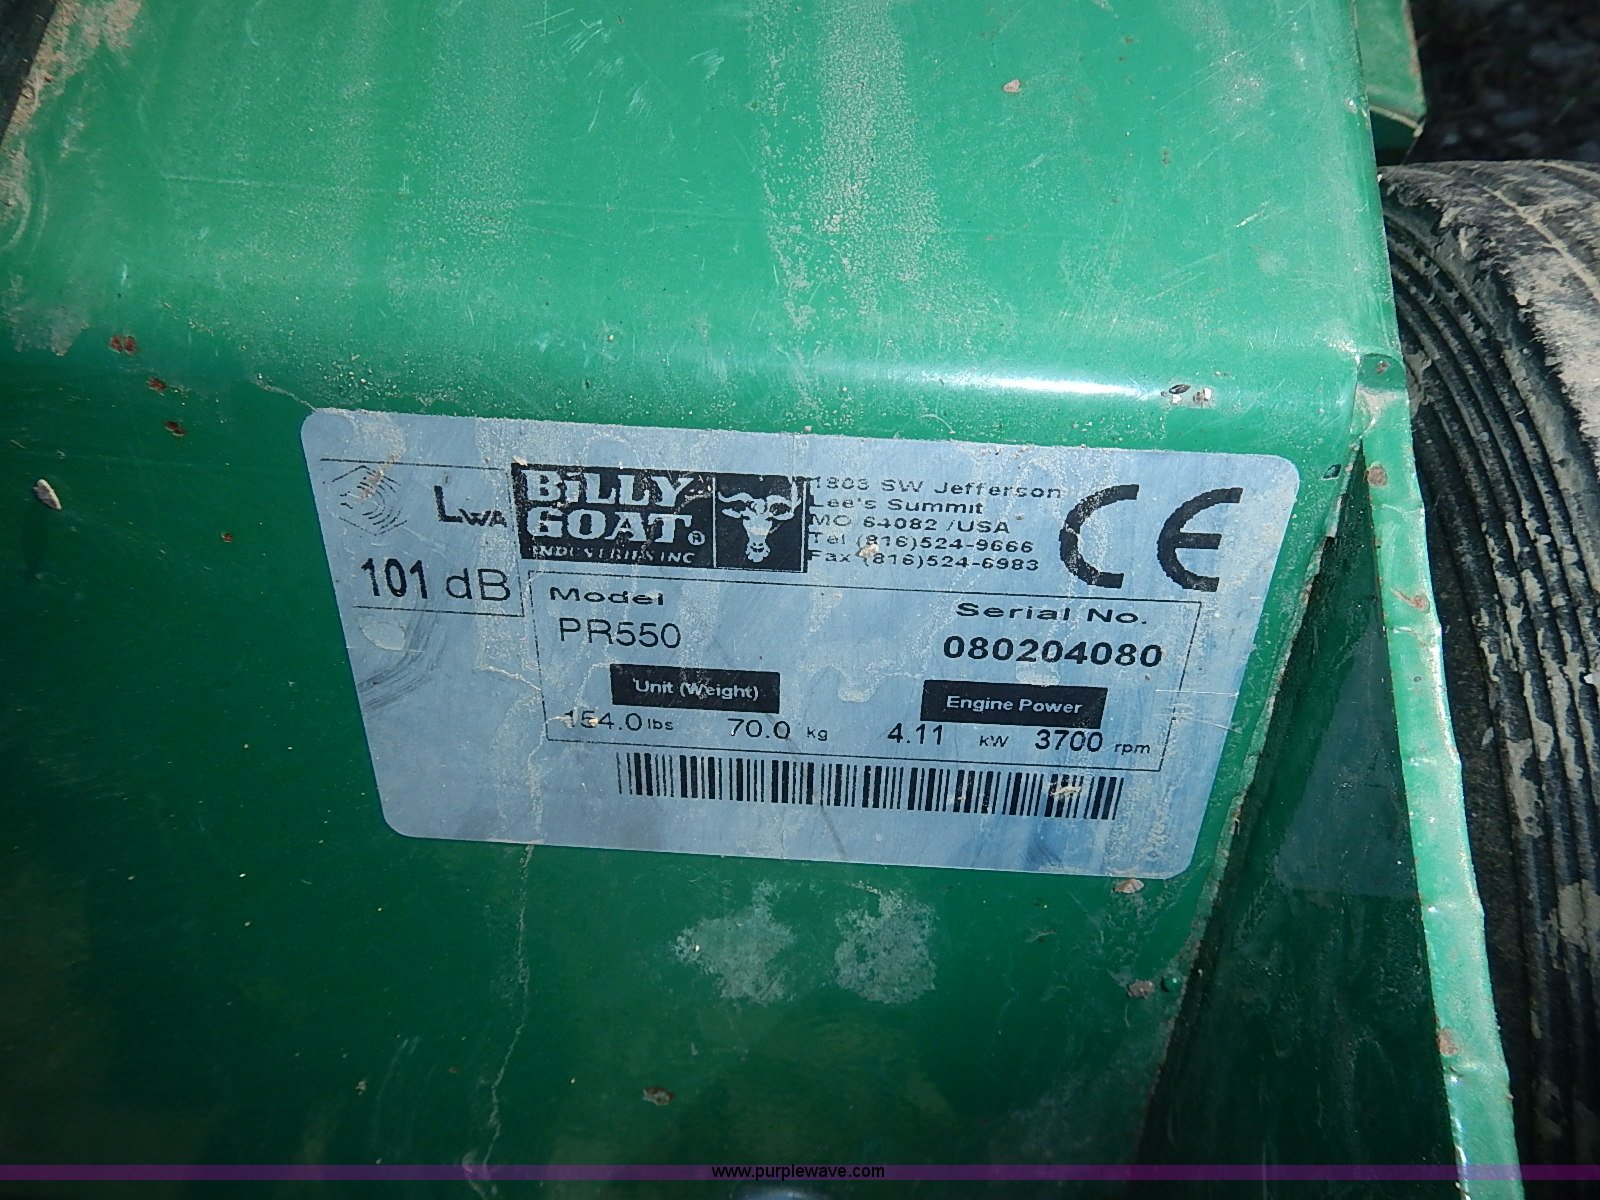 LWA
101 dB
BiLLY
GOAT®
INDUSTRIES INC
1803 SW Jefferson
Lee's Summit
MO 64082 /USA
Tel (816)524-9666
Fax (816)524-6983
CE
Model
PR550
Serial No.
080204080
Unit (Weight)
154.0 lbs 70.0 kg
Engine Power
4.11 kW 3700 rpm
www.purplewave.com